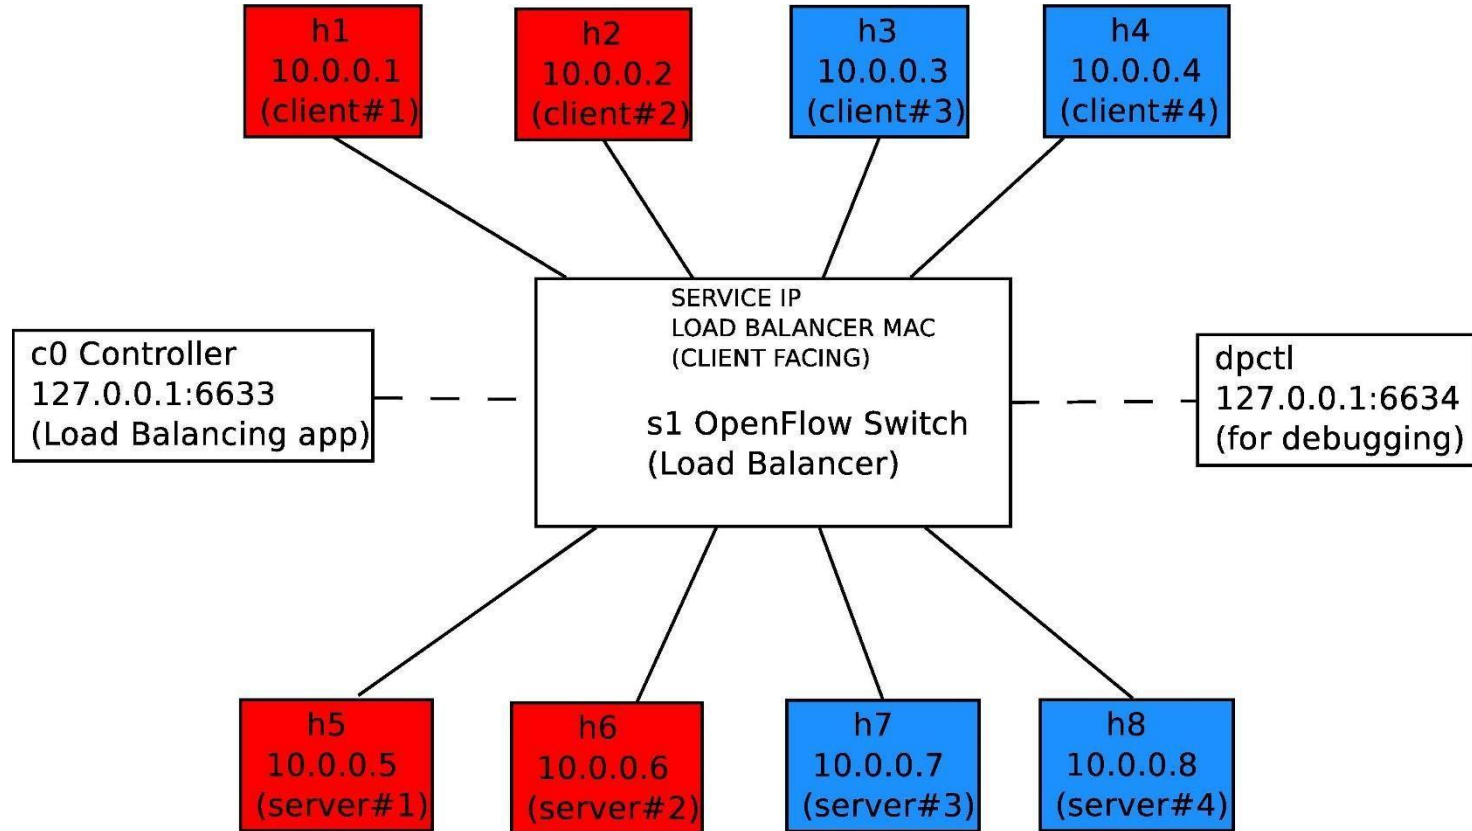 h1
10.0.0.1
(client#1)
h2
10.0.0.2
(client#2)
h3
10.0.0.3
(client#3)
h4
10.0.0.4
(client#4)
c0 Controller
127.0.0.1:6633
(Load Balancing app)
SERVICE IP
LOAD BALANCER MAC
(CLIENT FACING)
s1 OpenFlow Switch
(Load Balancer)
dpctl
127.0.0.1:6634
(for debugging)
h5
10.0.0.5
(server#1)
h6
10.0.0.6
(server#2)
h7
10.0.0.7
(server#3)
h8
10.0.0.8
(server#4)